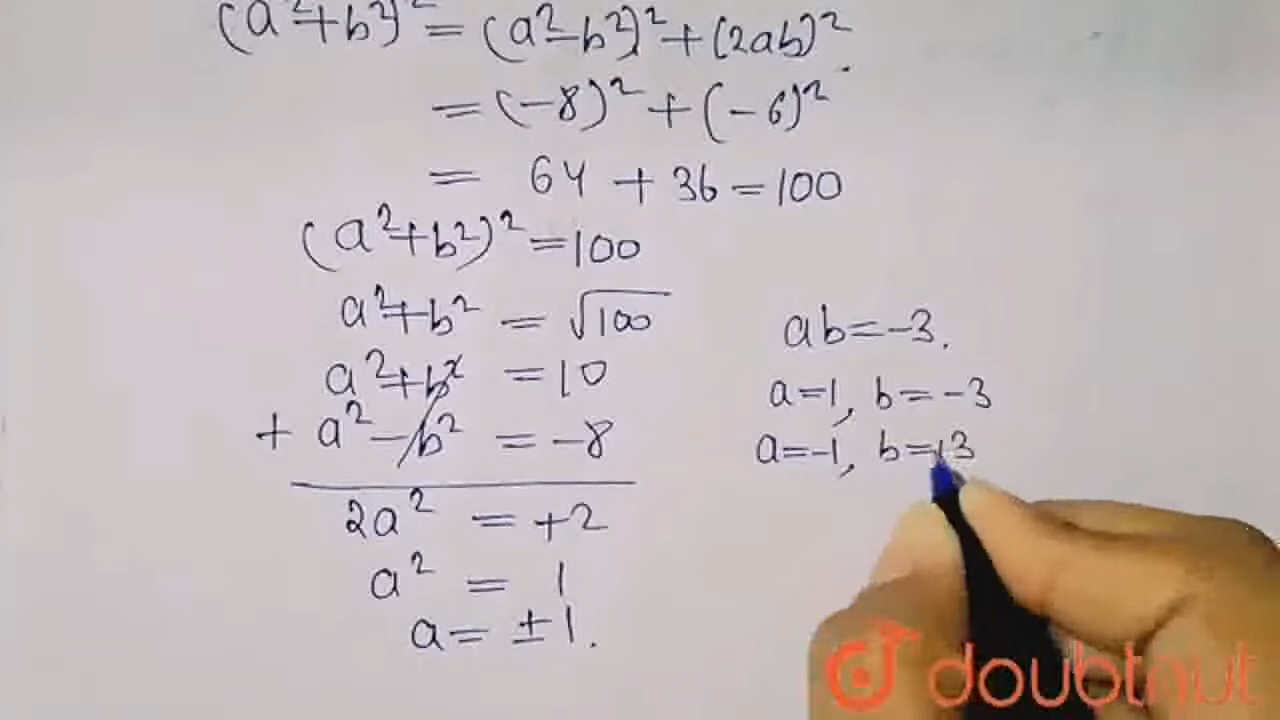 (a²+b²)² = (a²-b²)²+(2ab)²
=(-8)²+(-6)²
= 64 + 36=100
(a²+b²)²=100
a²+b² = √100
a²+b² =10
+ a²-b² =-8
2a² =+2
a² = 1
a= ±1.
ab=-3.
a=1, b=-3
a=-1, b=+3
doubtnut